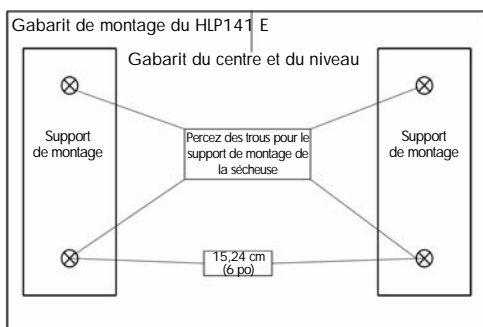 Gabarit de montage du HLP141 E
Gabarit du centre et du niveau
Support
de montage
Percez des trous pour le
support de montage de
la sécheuse
Support
de montage
15,24 cm
(6 po)